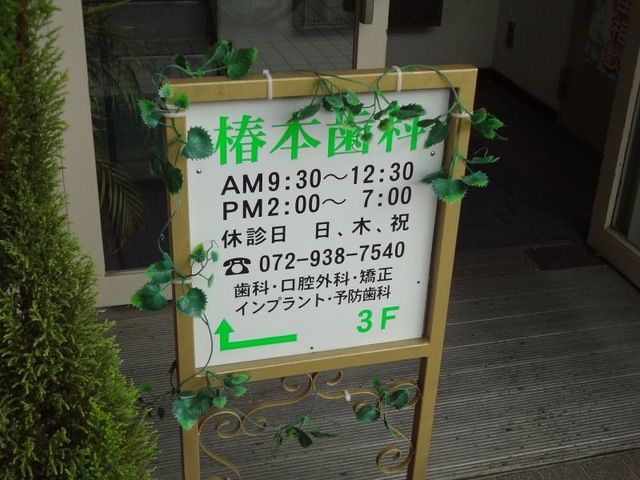 椿本歯科
AM9:30〜12:30
PM2:00〜 7:00
休診日 日、木、祝
☎ 072-938-7540
歯科・口腔外科・矯正
インプラント・予防歯科
3F